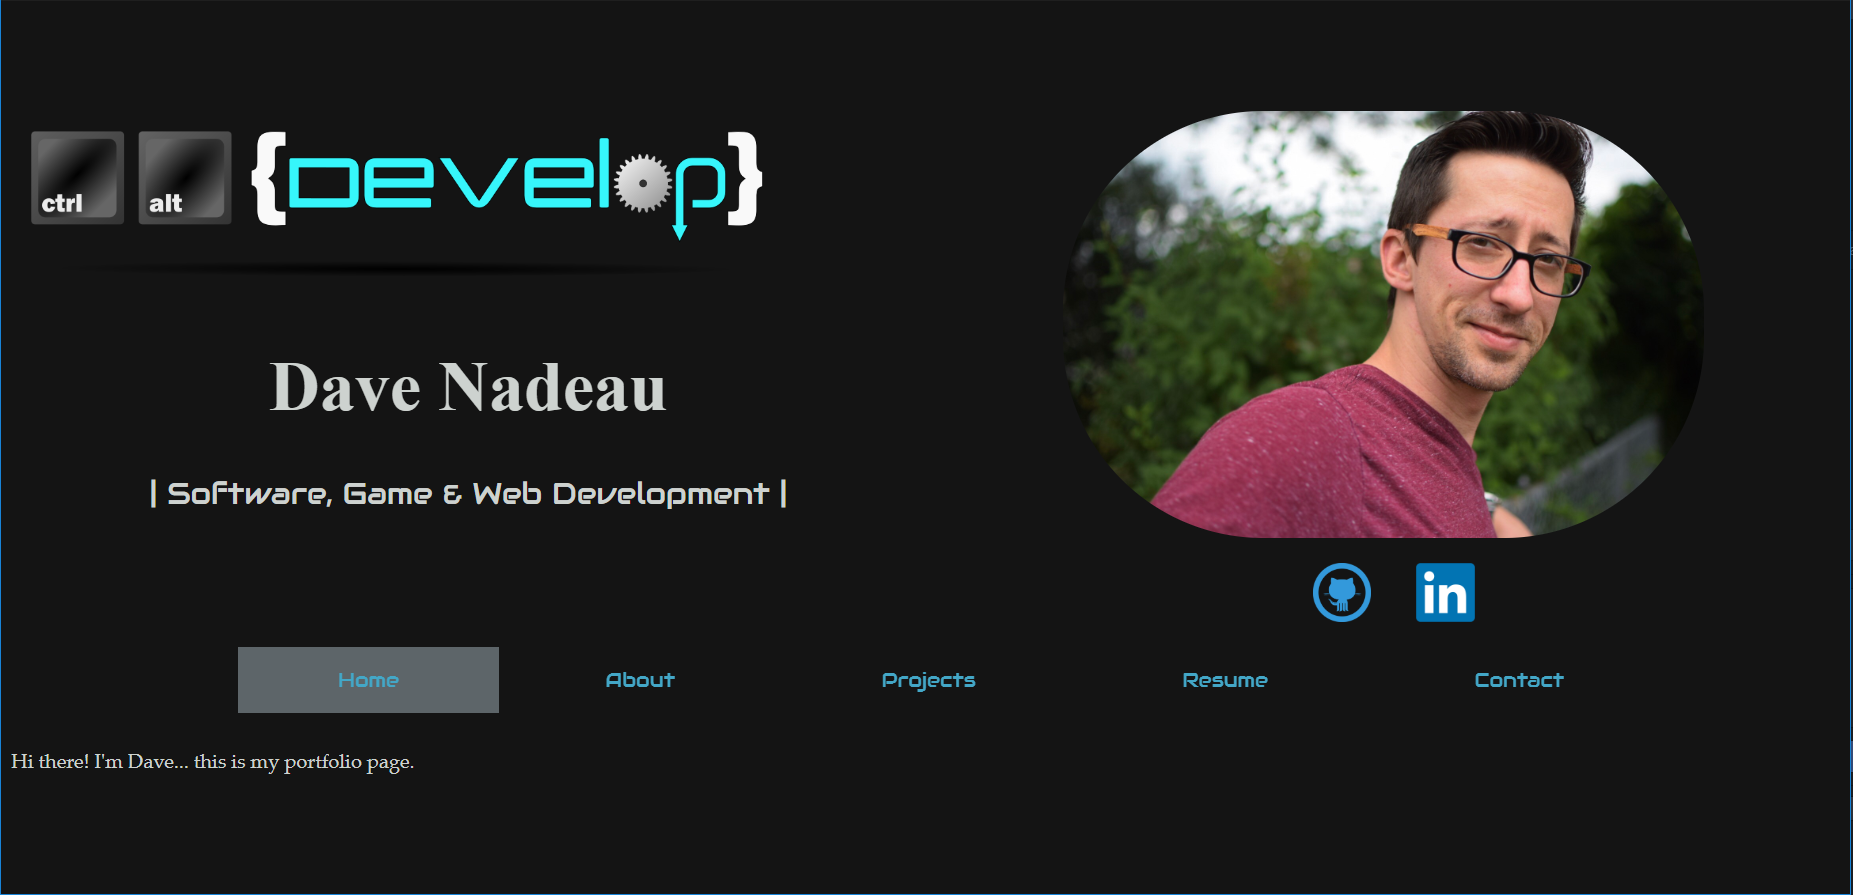 ctrl alt {Develop}
Dave Nadeau
| Software, Game & Web Development |
in
Home About Projects Resume Contact
Hi there! I'm Dave... this is my portfolio page.